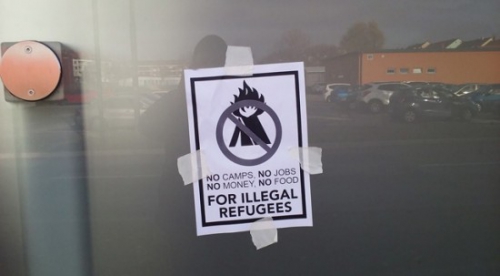 NO CAMPS, NO JOBS
NO MONEY, NO FOOD
FOR ILLEGAL
REFUGEES